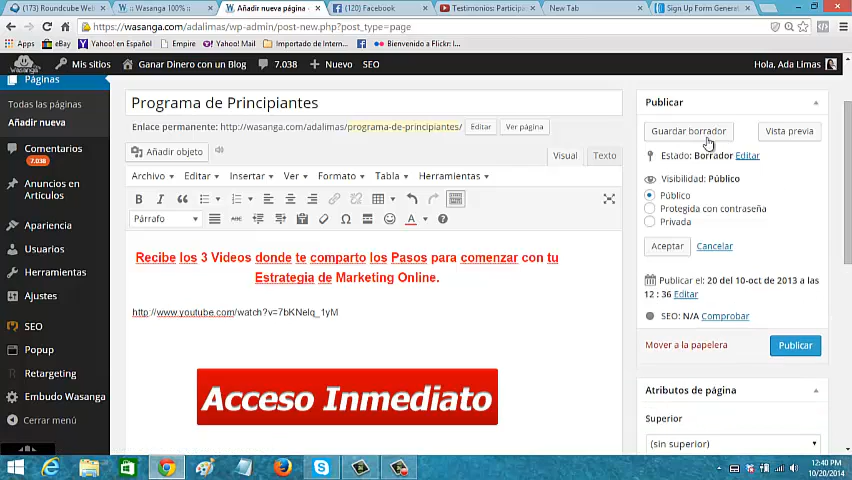 (173) Roundcube Web
:: Wasanga 100% ::
Añadir nueva página
(120) Facebook
Testimonios: Participa
New Tab
Sign Up Form Generato
https://wasanga.com/adalimas/wp-admin/post-new.php?post_type=page
Apps
eBay
Yahoo! en Español
Yahoo!
Importado de Internet
Bienvenido a Flickr:
Mis sitios
Ganar Dinero con un Blog
7.038
Nuevo
SEO
Hola, Ada Limas
Páginas
Todas las páginas
Añadir nueva
Comentarios
7.038
Anuncios en
Artículos
Apariencia
Usuarios
Herramientas
Ajustes
SEO
Popup
Retargeting
Embudo Wasanga
Cerrar menú
Programa de Principiantes
Enlace permanente: http://wasanga.com/adalimas/programa-de-principiantes/
Editar
Ver página
Añadir objeto
Visual
Texto
Archivo
Editar
Insertar
Ver
Formato
Tabla
Herramientas
Párrafo
Recibe los 3 Videos donde te comparto los Pasos para comenzar con tu
Estrategia de Marketing Online.
http://www.youtube.com/watch?v=7bKNelq_1yM
Acceso Inmediato
Publicar
Guardar borrador
Vista previa
Estado: Borrador Editar
Visibilidad: Público
Público
Protegida con contraseña
Privada
Aceptar
Cancelar
Publicar el: 20 del 10-oct de 2013 a las
12 : 36 Editar
SEO: N/A Comprobar
Mover a la papelera
Publicar
Atributos de página
Superior
(sin superior)
12:40 PM
10/20/2014